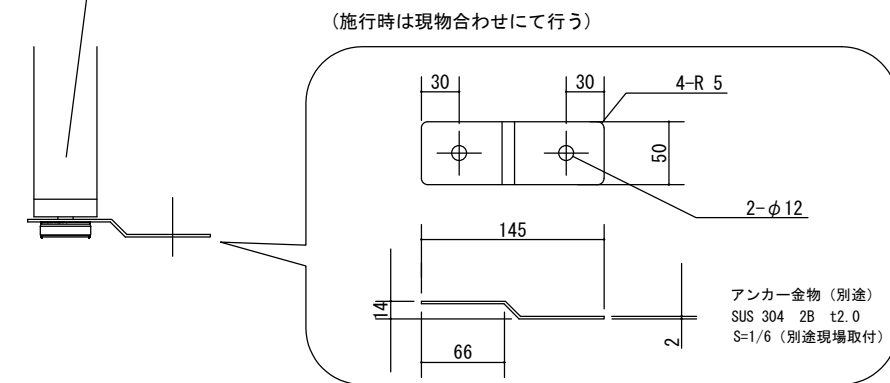 (施行時は現物合わせにて行う)
30
30
4-R 5
50
2-φ12
145
14
66
2
アンカー金物（別途）
SUS 304 2B t2.0
S=1/6（別途現場取付）